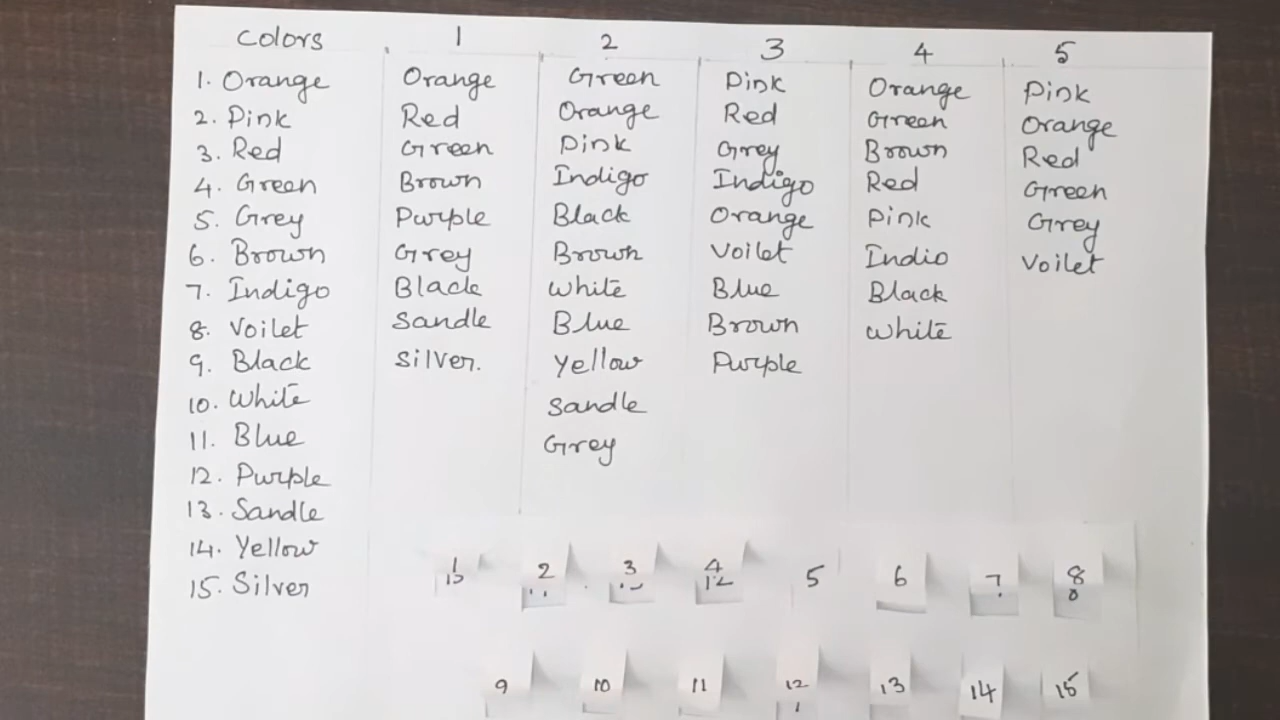 Colors 1 2 3 4 5
1. Orange Orange Green Pink Orange Pink
2. Pink Red Orange Red Green Orange
3. Red Green Pink Grey Brown Red
4. Green Brown Indigo Indigo Red Green
5. Grey Purple Black Orange Pink Grey
6. Brown Grey Brown Voilet Indio Voilet
7. Indigo Black White Blue Black
8. Voilet Sandle Blue Brown White
9. Black Silver. Yellow Purple
10. White Sandle
11. Blue Grey
12. Purple
13. Sandle
14. Yellow
15. Silver
1 2 3 4 5 6 7 8
9 10 11 12 13 14 15